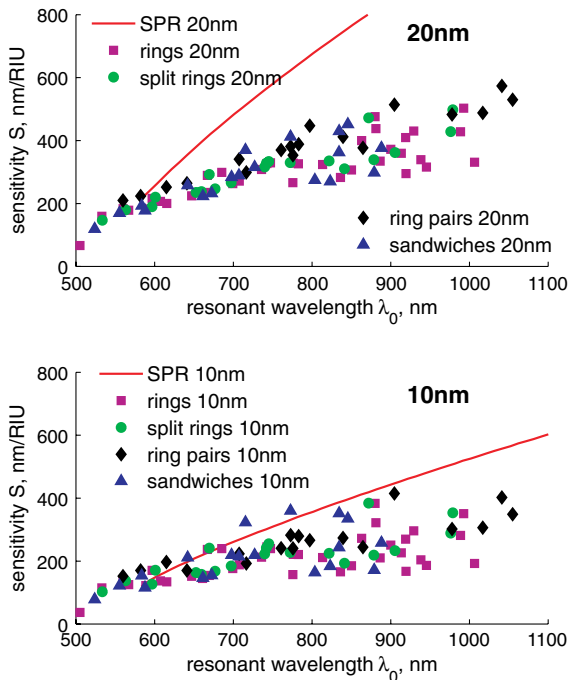 800
600
400
200
0
sensitivity S, nm/RIU
SPR 20nm
rings 20nm
split rings 20nm
20nm
ring pairs 20nm
sandwiches 20nm
500 600 700 800 900 1000 1100
resonant wavelength λ₀, nm
800
600
400
200
0
sensitivity S, nm/RIU
SPR 10nm
rings 10nm
split rings 10nm
ring pairs 10nm
sandwiches 10nm
10nm
500 600 700 800 900 1000 1100
resonant wavelength λ₀, nm